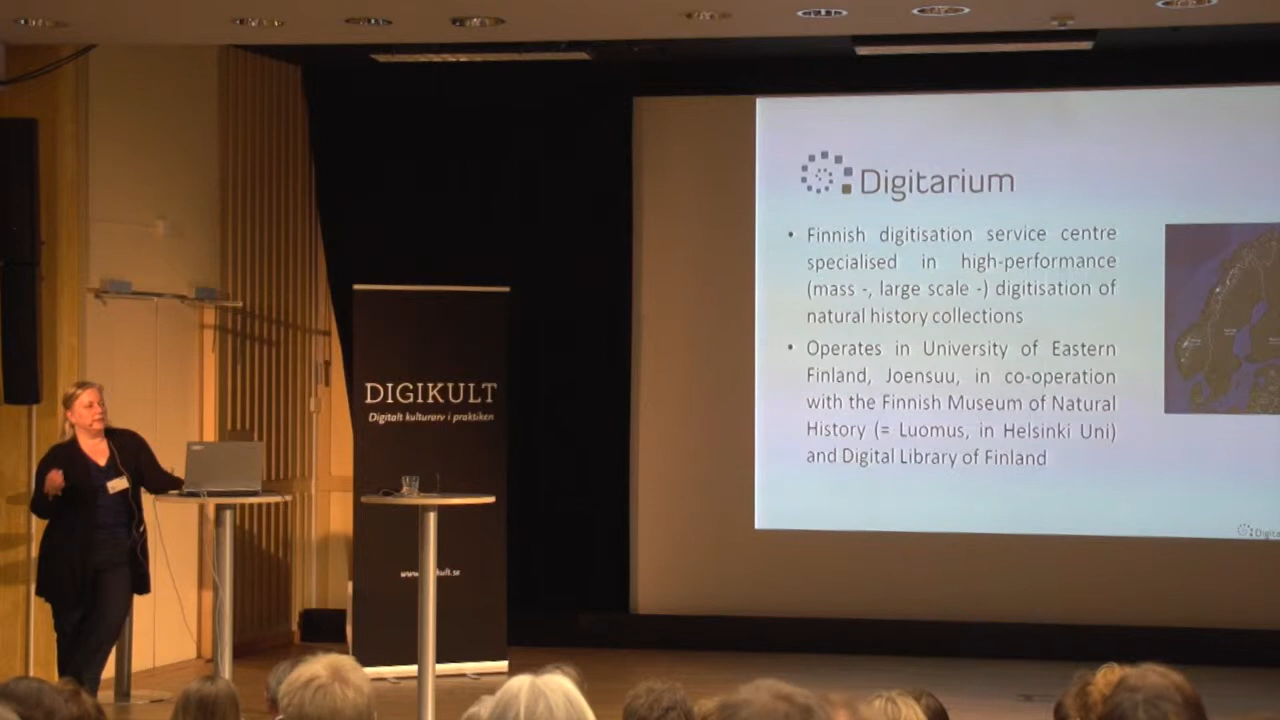 DIGIKULT
Digitalt kulturarv i praktiken
Digitarium
• Finnish digitisation service centre
specialised in high-performance
(mass -, large scale -) digitisation of
natural history collections
• Operates in University of Eastern
Finland, Joensuu, in co-operation
with the Finnish Museum of Natural
History (= Luomus, in Helsinki Uni)
and Digital Library of Finland